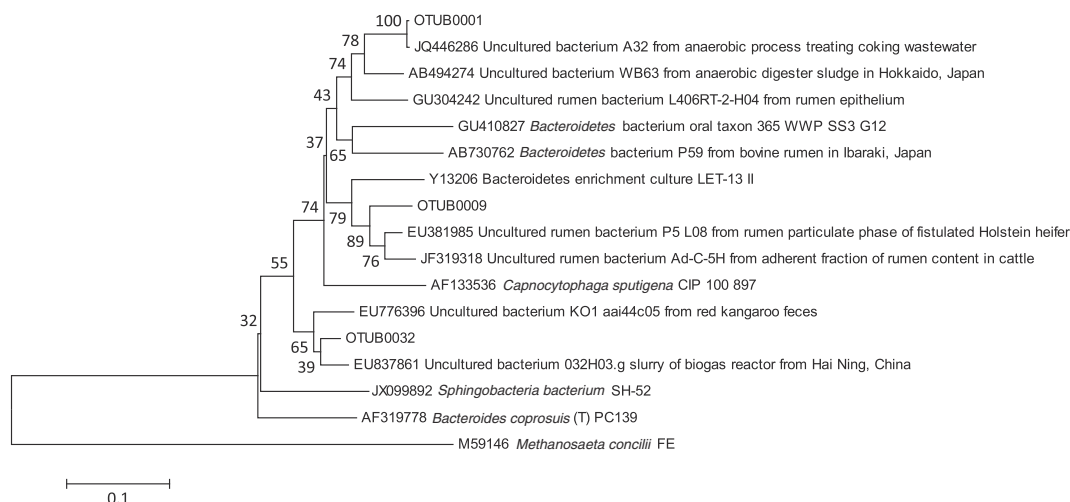 100 OTUB0001
JQ446286 Uncultured bacterium A32 from anaerobic process treating coking wastewater
78
AB494274 Uncultured bacterium WB63 from anaerobic digester sludge in Hokkaido, Japan
74
GU304242 Uncultured rumen bacterium L406RT-2-H04 from rumen epithelium
43
GU410827 Bacteroidetes bacterium oral taxon 365 WWP SS3 G12
37
65 AB730762 Bacteroidetes bacterium P59 from bovine rumen in Ibaraki, Japan
Y13206 Bacteroidetes enrichment culture LET-13 II
74 OTUB0009
79
EU381985 Uncultured rumen bacterium P5 L08 from rumen particulate phase of fistulated Holstein heifer
89
76 JF319318 Uncultured rumen bacterium Ad-C-5H from adherent fraction of rumen content in cattle
55
AF133536 Capnocytophaga sputigena CIP 100 897
EU776396 Uncultured bacterium KO1 aai44c05 from red kangaroo feces
32
OTUB0032
65
39 EU837861 Uncultured bacterium 032H03.g slurry of biogas reactor from Hai Ning, China
JX099892 Sphingobacteria bacterium SH-52
AF319778 Bacteroides coprosuis (T) PC139
M59146 Methanosaeta concilii FE
0.1